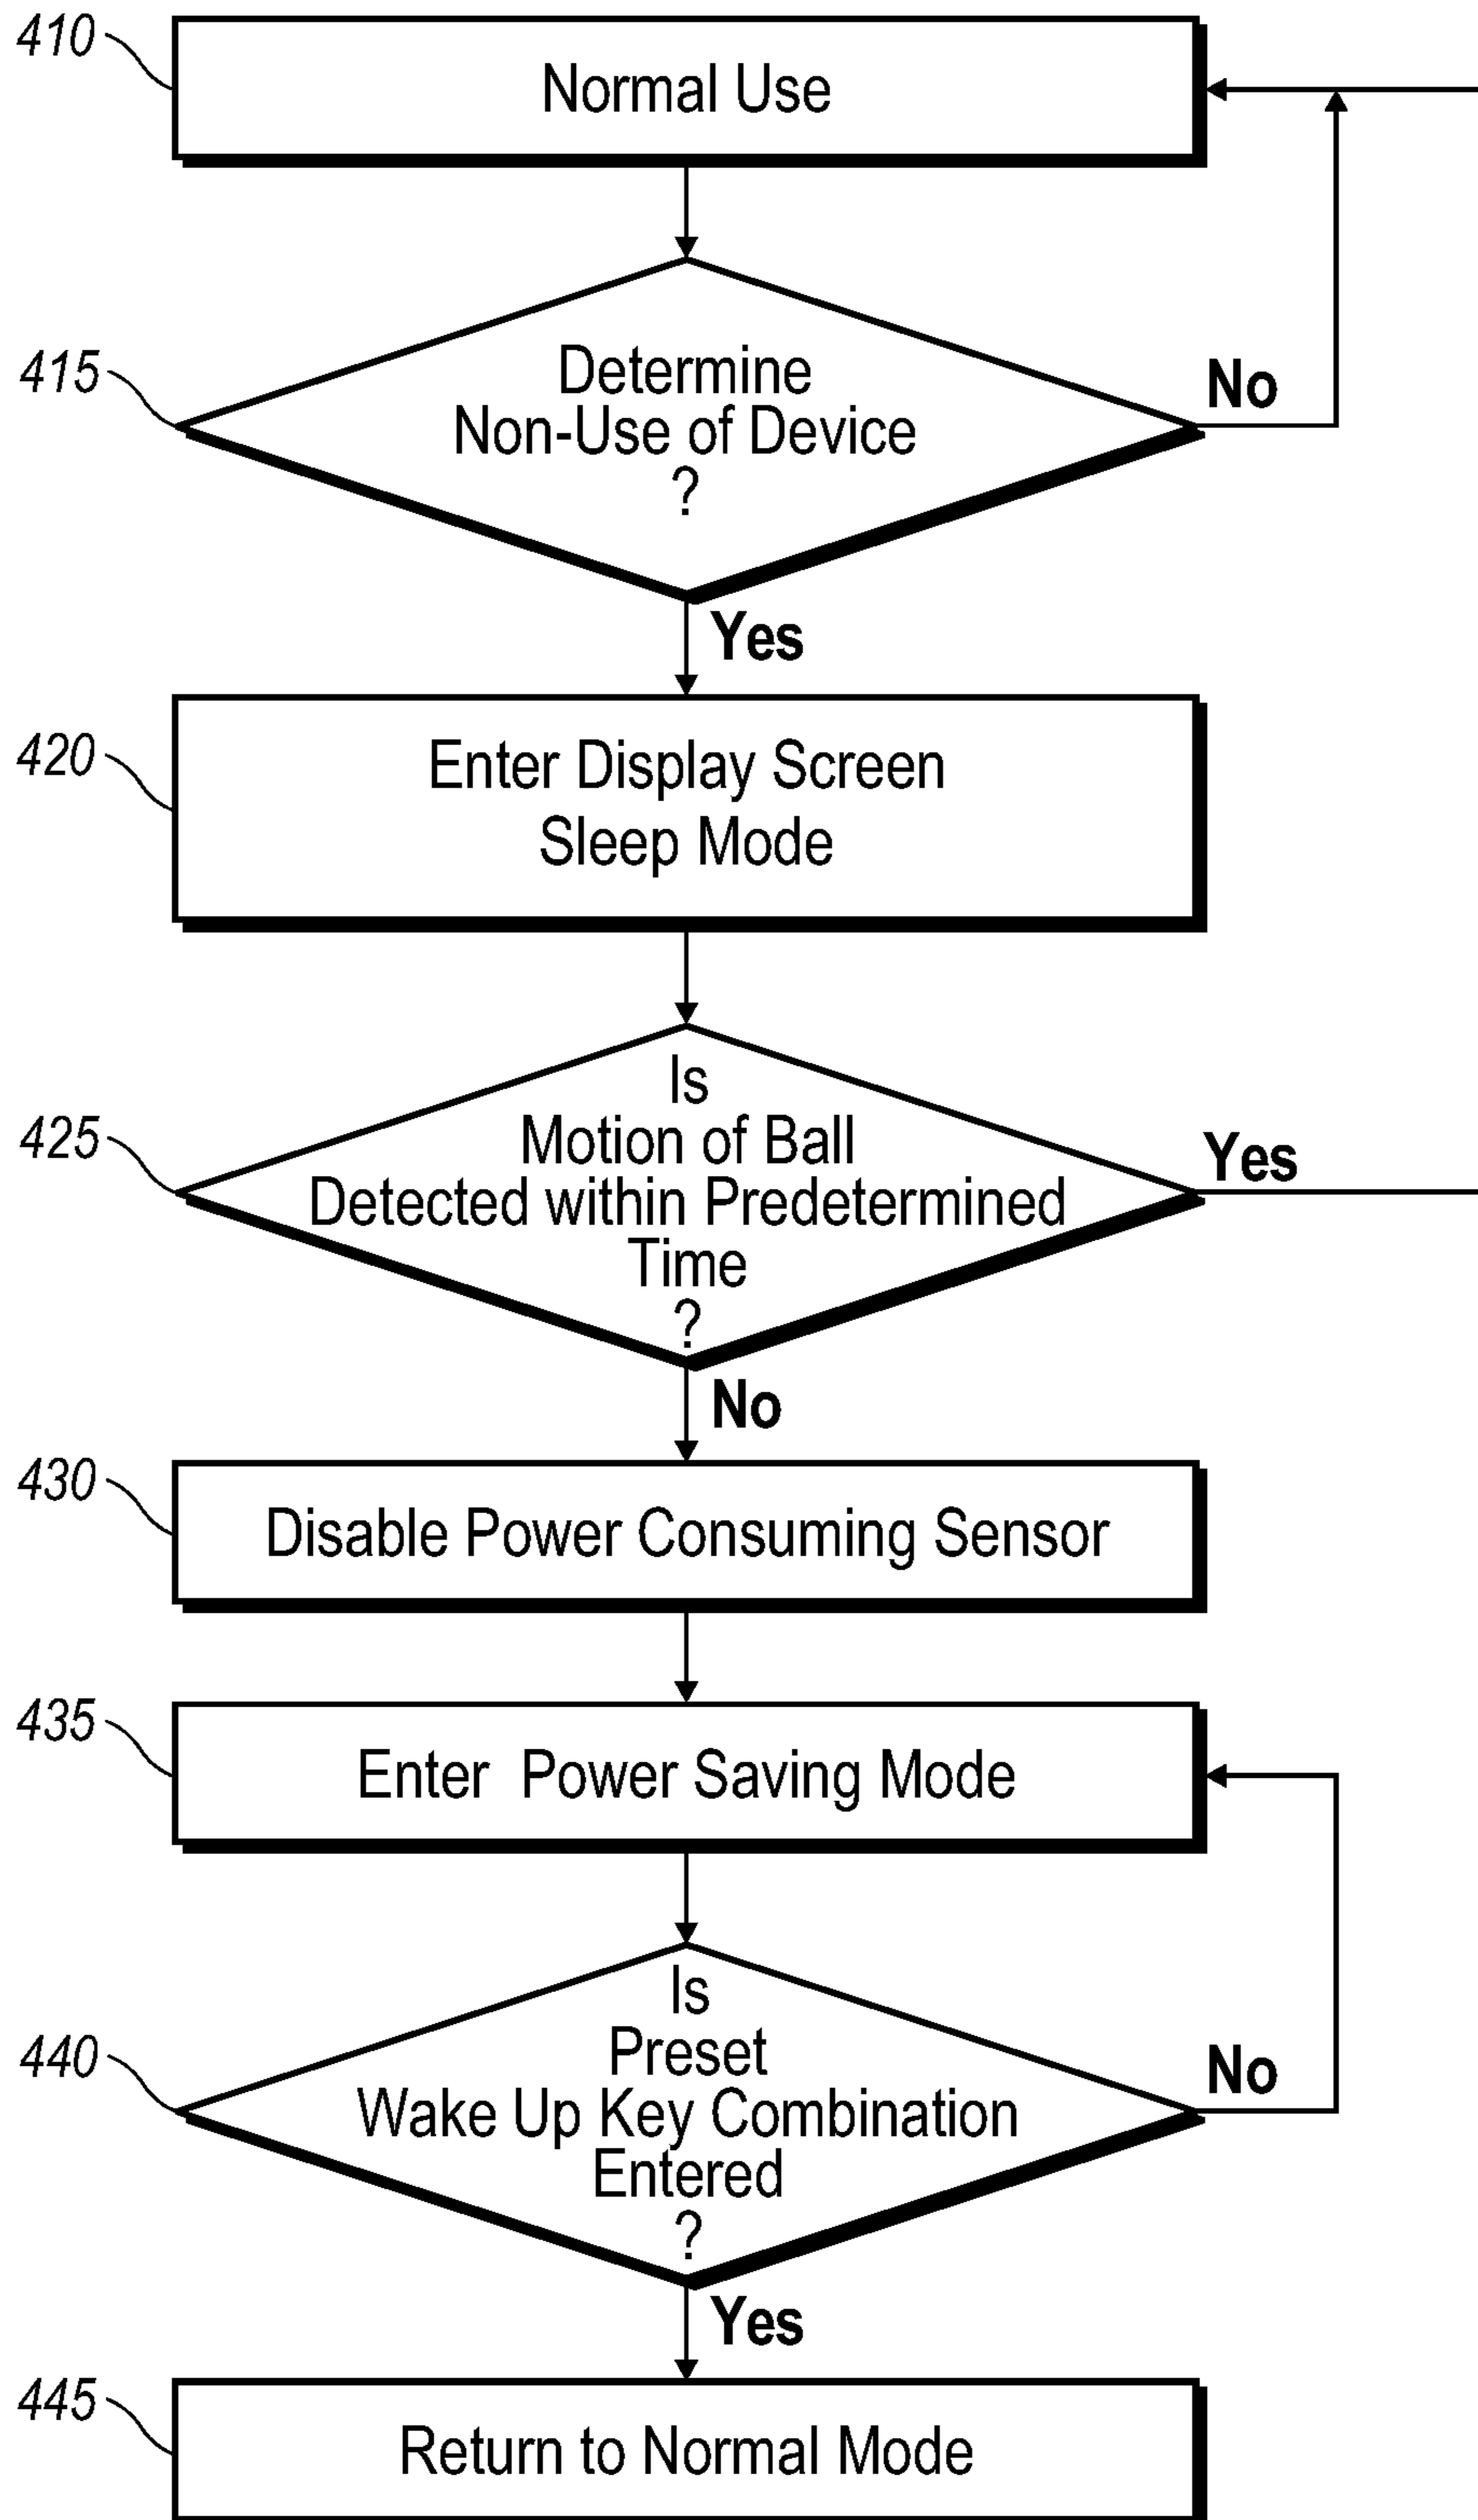 410
Normal Use
415
Determine
Non-Use of Device
?
No
Yes
420
Enter Display Screen
Sleep Mode
425
Is
Motion of Ball
Detected within Predetermined
Time
?
Yes
No
430
Disable Power Consuming Sensor
435
Enter Power Saving Mode
440
Is
Preset
Wake Up Key Combination
Entered
?
No
Yes
445
Return to Normal Mode